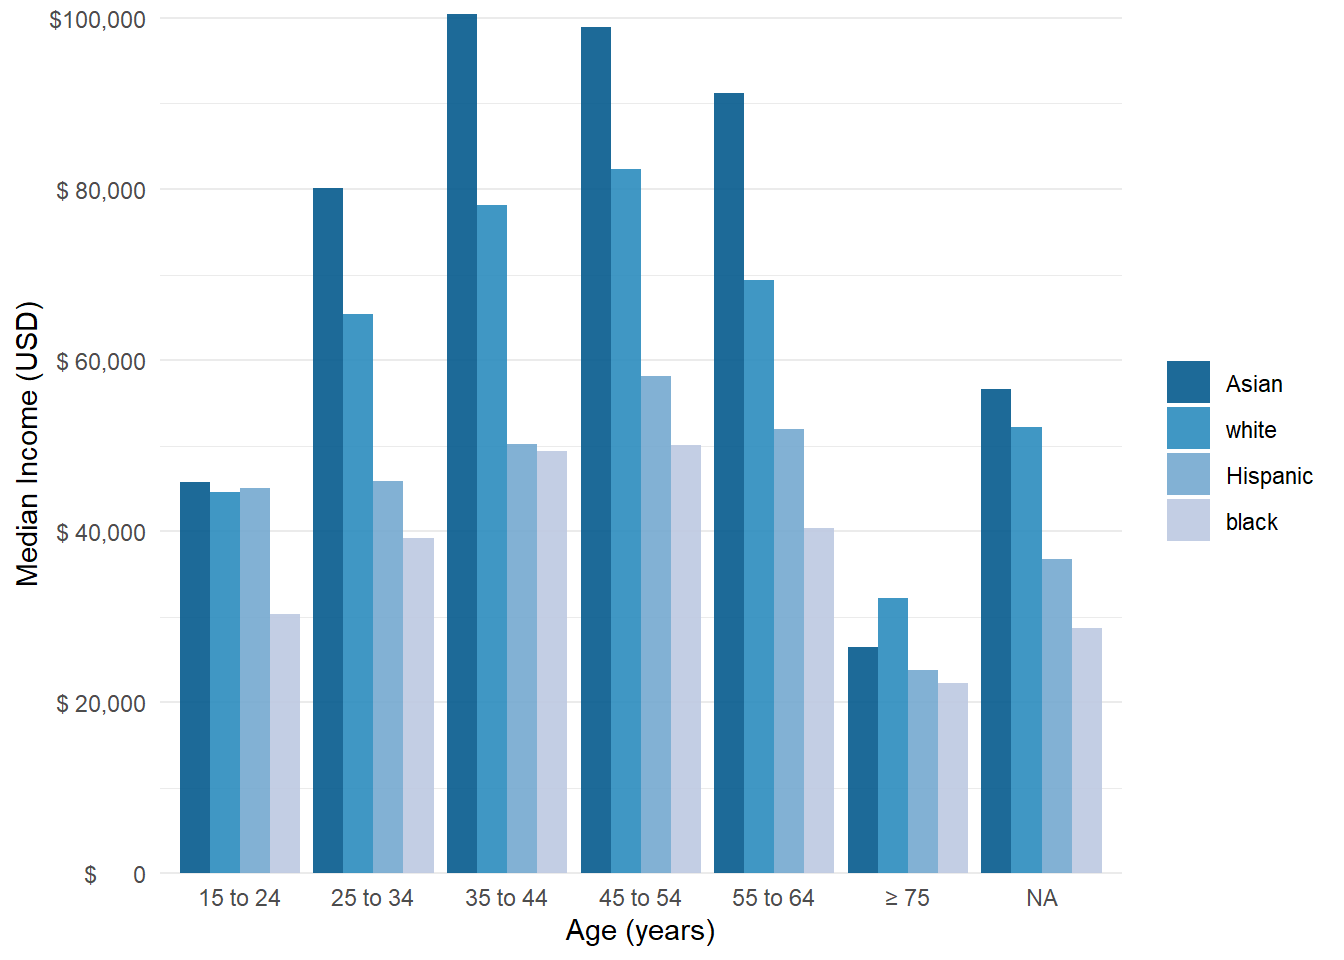 $100,000
$ 80,000
$ 60,000
$ 40,000
$ 20,000
$ 0
Median Income (USD)
15 to 24
25 to 34
35 to 44
45 to 54
55 to 64
≥ 75
NA
Age (years)
Asian
white
Hispanic
black